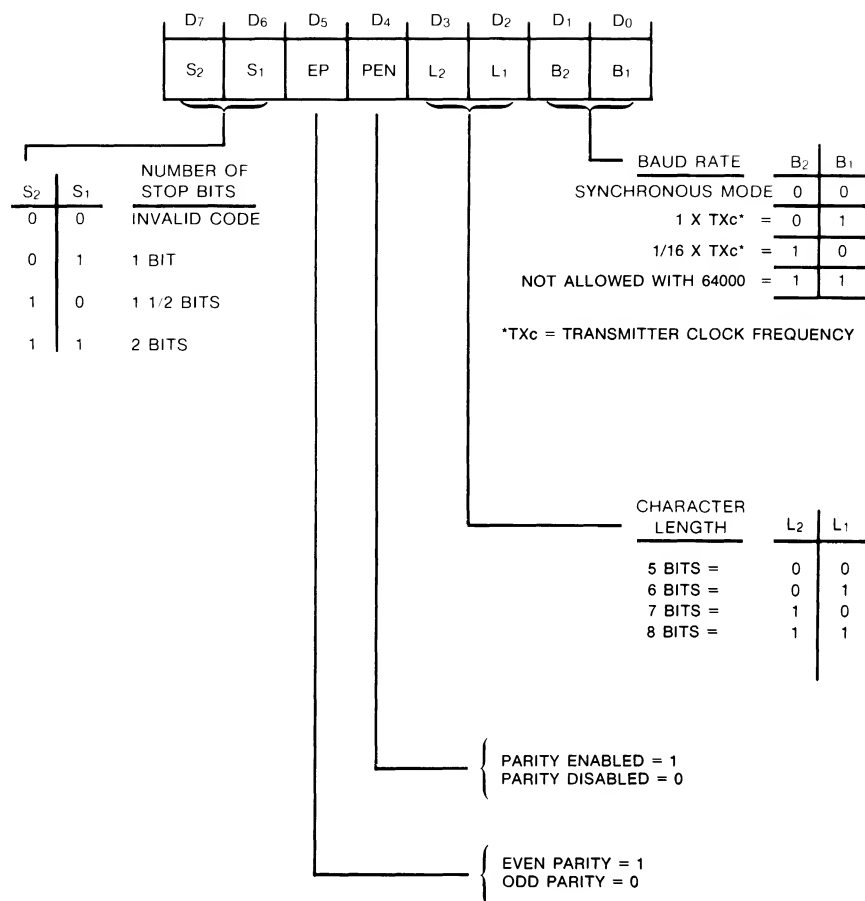 D7 D6 D5 D4 D3 D2 D1 D0
S2 S1 EP PEN L2 L1 B2 B1
S2 S1 NUMBER OF STOP BITS
0 0 INVALID CODE
0 1 1 BIT
1 0 1 1/2 BITS
1 1 2 BITS
BAUD RATE B2 B1
SYNCHRONOUS MODE 0 0
1 X TXc* = 0 1
1/16 X TXc* = 1 0
NOT ALLOWED WITH 64000 = 1 1
*TXc = TRANSMITTER CLOCK FREQUENCY
CHARACTER
LENGTH L2 L1
5 BITS = 0 0
6 BITS = 0 1
7 BITS = 1 0
8 BITS = 1 1
PARITY ENABLED = 1
PARITY DISABLED = 0
EVEN PARITY = 1
ODD PARITY = 0